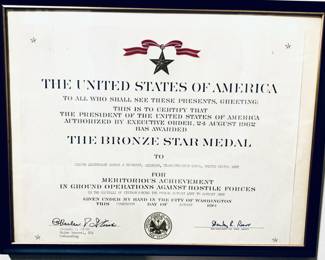 THE UNITED STATES OF AMERICA
TO ALL WHO SHALL SEE THESE PRESENTS, GREETING:
THIS IS TO CERTIFY THAT
THE PRESIDENT OF THE UNITED STATES OF AMERICA
AUTHORIZED BY EXECUTIVE ORDER, 24 AUGUST 1962
HAS AWARDED
THE BRONZE STAR MEDAL
TO
FOR
MERITORIOUS ACHIEVEMENT
IN GROUND OPERATIONS AGAINST HOSTILE FORCES
GIVEN UNDER MY HAND IN THE CITY OF WASHINGTON
THIS DAY OF